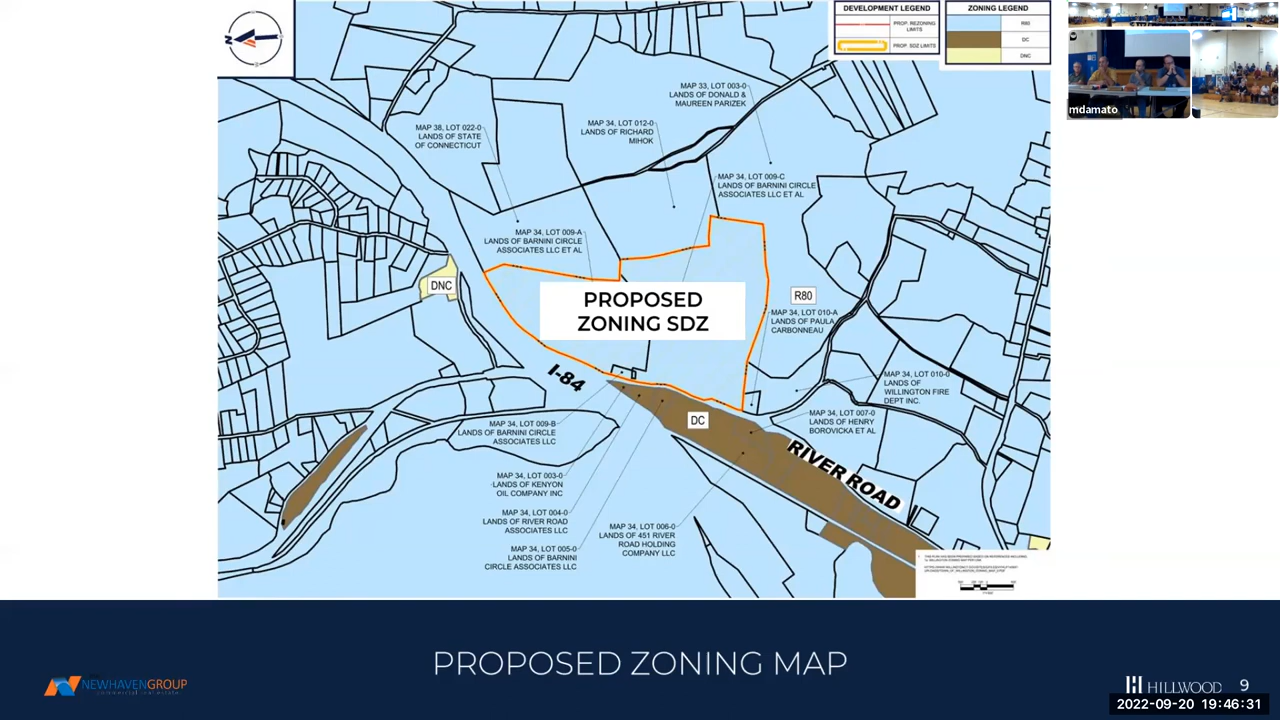 N
DEVELOPMENT LEGEND
PROP. REZONING
LIMITS
PROP. SDZ LIMITS
ZONING LEGEND
R80
DC
DNC
mdamato
MAP 33, LOT 003-0
LANDS OF DONALD &
MAUREEN PARIZEK
MAP 38, LOT 022-0
LANDS OF STATE
OF CONNECTICUT
MAP 34, LOT 012-0
LANDS OF RICHARD
MIHOK
MAP 34, LOT 009-C
LANDS OF BARNINI CIRCLE
ASSOCIATES LLC ET AL
MAP 34, LOT 009-A
LANDS OF BARNINI CIRCLE
ASSOCIATES LLC ET AL
DNC
PROPOSED
ZONING SDZ
R80
MAP 34, LOT 010-A
LANDS OF PAULA
CARBONNEAU
I-84
MAP 34, LOT 010-0
LANDS OF
WILLINGTON FIRE
DEPT INC.
DC
MAP 34, LOT 007-0
LANDS OF HENRY
BOROVICKA ET AL
MAP 34, LOT 009-B
LANDS OF BARNINI CIRCLE
ASSOCIATES LLC
RIVER ROAD
MAP 34, LOT 003-0
LANDS OF KENYON
OIL COMPANY INC
MAP 34, LOT 004-0
LANDS OF RIVER ROAD
ASSOCIATES LLC
MAP 34, LOT 006-0
LANDS OF 451 RIVER
ROAD HOLDING
COMPANY LLC
MAP 34, LOT 005-0
LANDS OF BARNINI
CIRCLE ASSOCIATES LLC
PROPOSED ZONING MAP
NEWHAVENGROUP
commercial real estate
HILLWOOD
9
2022-09-20 19:46:31